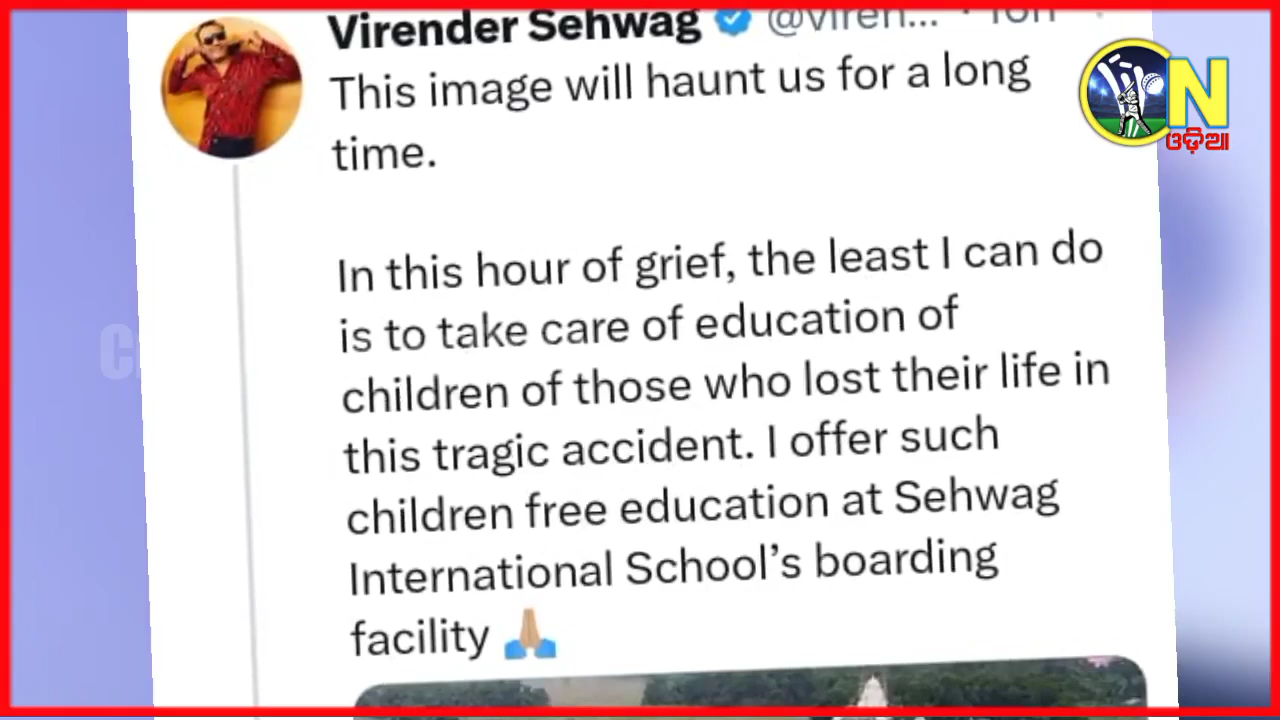 Virender Sehwag @viren...
This image will haunt us for a long
time.
In this hour of grief, the least I can do
is to take care of education of
children of those who lost their life in
this tragic accident. I offer such
children free education at Sehwag
International School’s boarding
facility 🙏🏽
ON
ଓଡ଼ିଆ